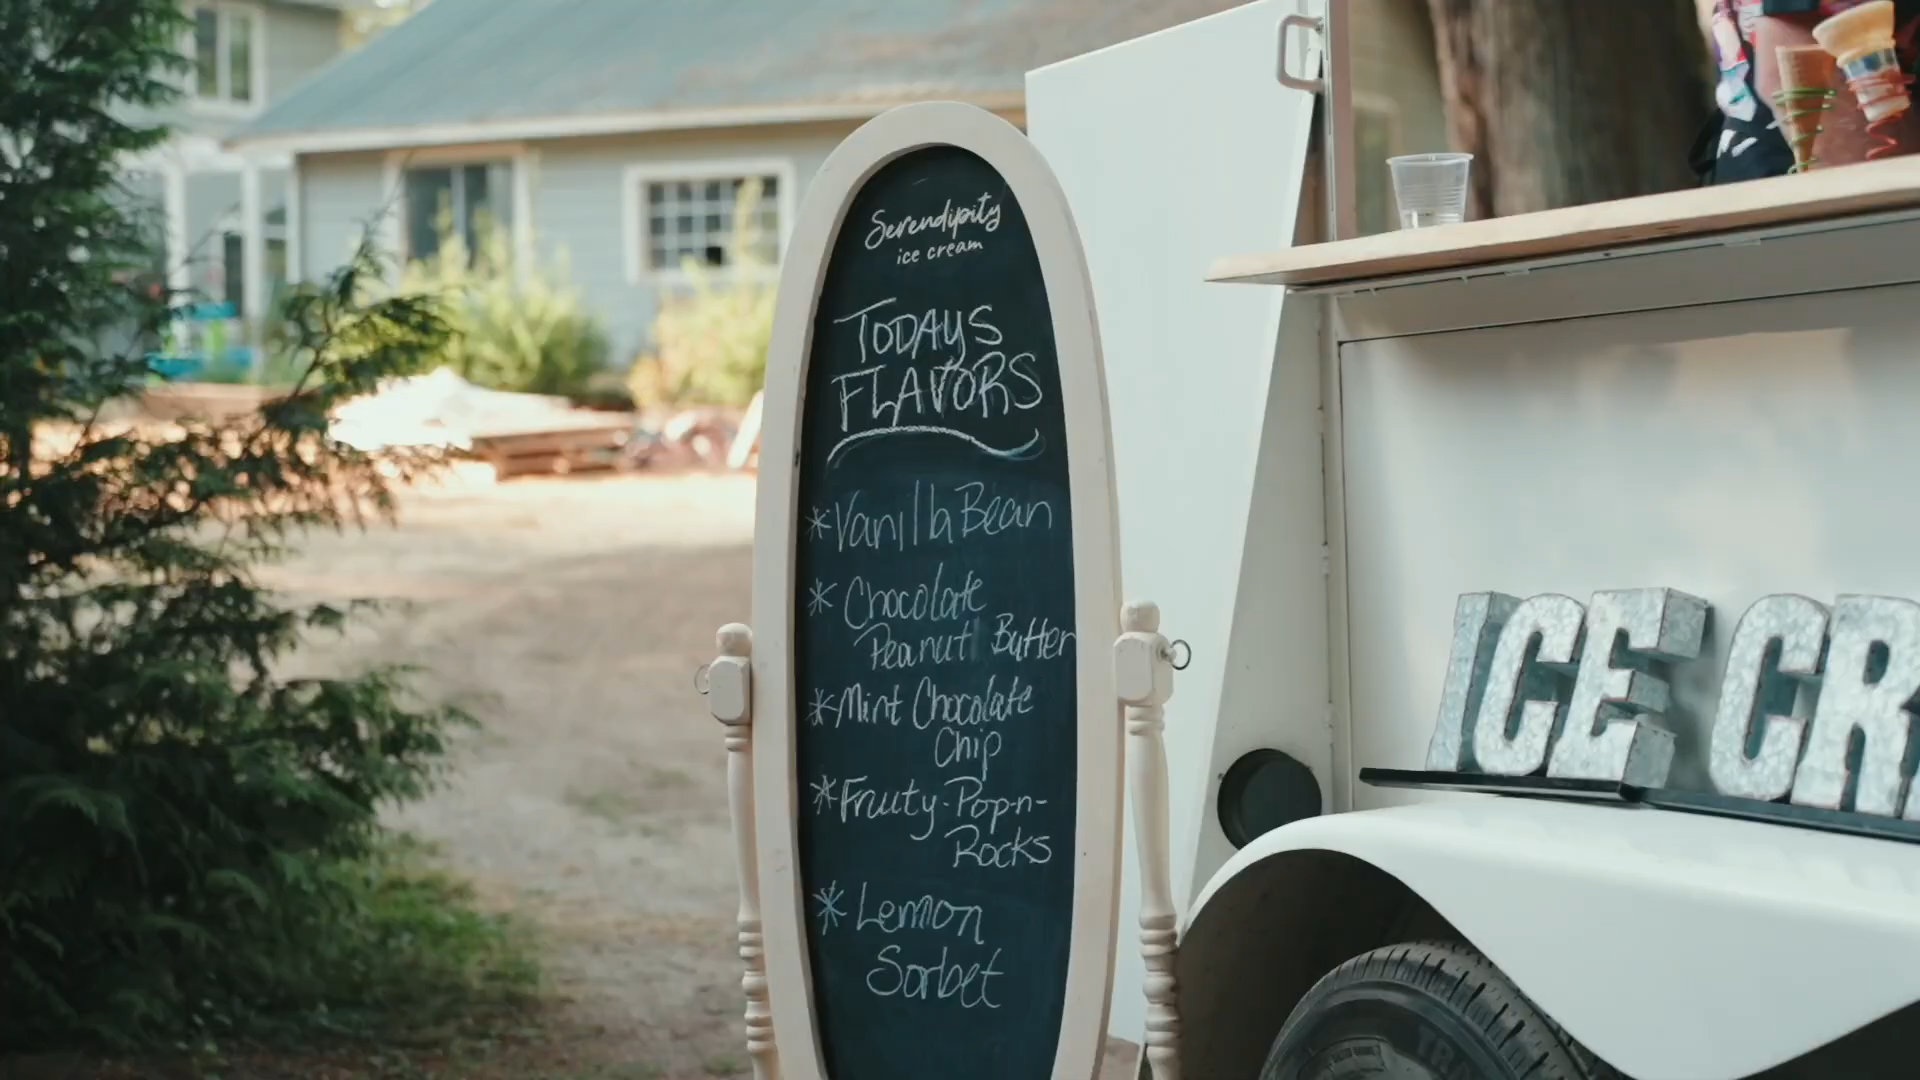 Serendipity
ice cream
TODAYS
FLAVORS
*Vanilla Bean
*Chocolate
Peanut Butter
*Mint Chocolate
Chip
*Fruity-Pop-n-
Rocks
*Lemon
Sorbet
ICE CR